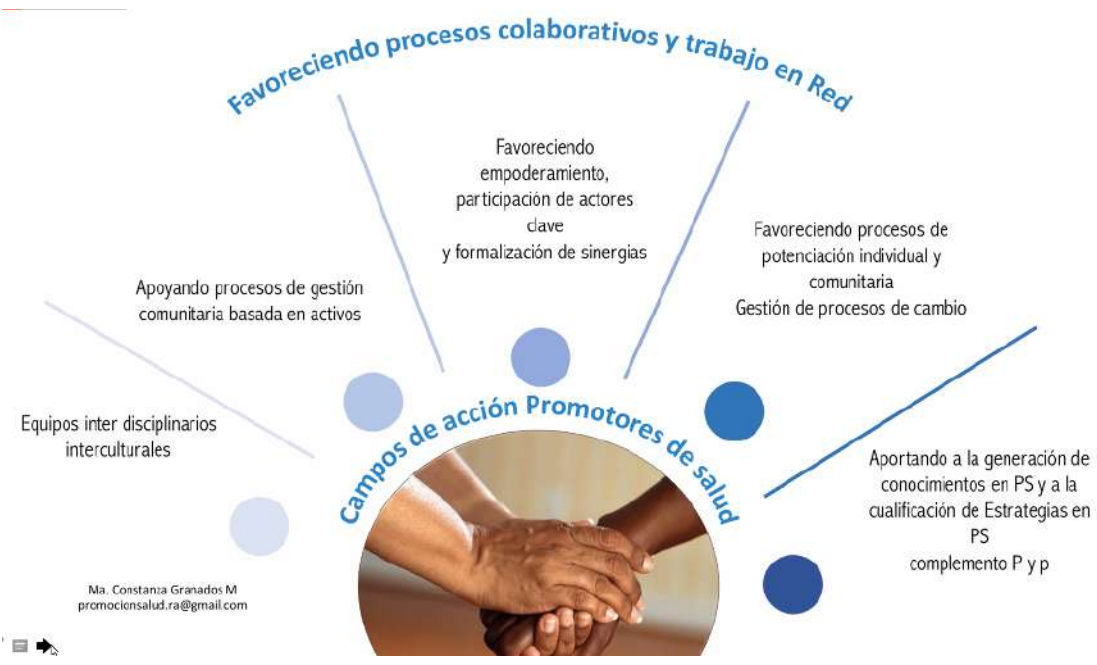 Favoreciendo procesos colaborativos y trabajo en Red
Favoreciendo
empoderamiento,
participación de actores
clave
y formalización de sinergias
Favoreciendo procesos de
potenciación individual y
comunitaria
Gestión de procesos de cambio
Apoyando procesos de gestión
comunitaria basada en activos
Equipos inter disciplinarios
interculturales
Campos de acción Promotores de salud
Aportando a la generación de
conocimientos en PS y a la
cualificación de Estrategias en
PS
complemento P y p
Ma. Constanza Granados M
promocionsalud.ra@gmail.com